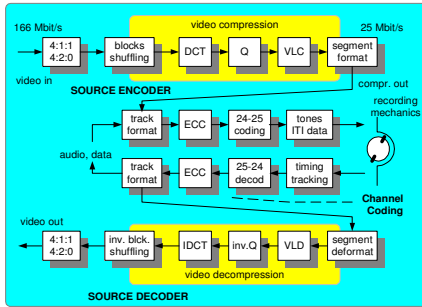 video compression
166 Mbit/s
25 Mbit/s
4:1:1
4:2:0
blocks
shuffling
DCT
Q
VLC
segment
format
video in
SOURCE ENCODER
compr. out
recording
mechanics
track
format
ECC
24-25
coding
tones
ITI data
audio, data
track
format
ECC
25-24
decod
timing
tracking
Channel
Coding
video out
4:1:1
4:2:0
inv. blck.
shuffling
IDCT
inv.Q
VLD
segment
deformat
video decompression
SOURCE DECODER